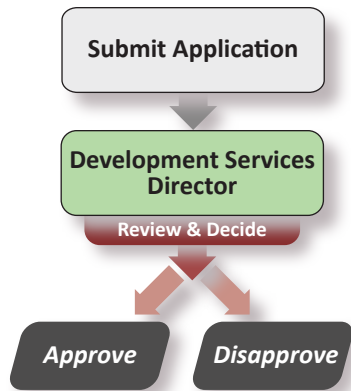 Submit Application
Development Services
Director
Review & Decide
Approve
Disapprove